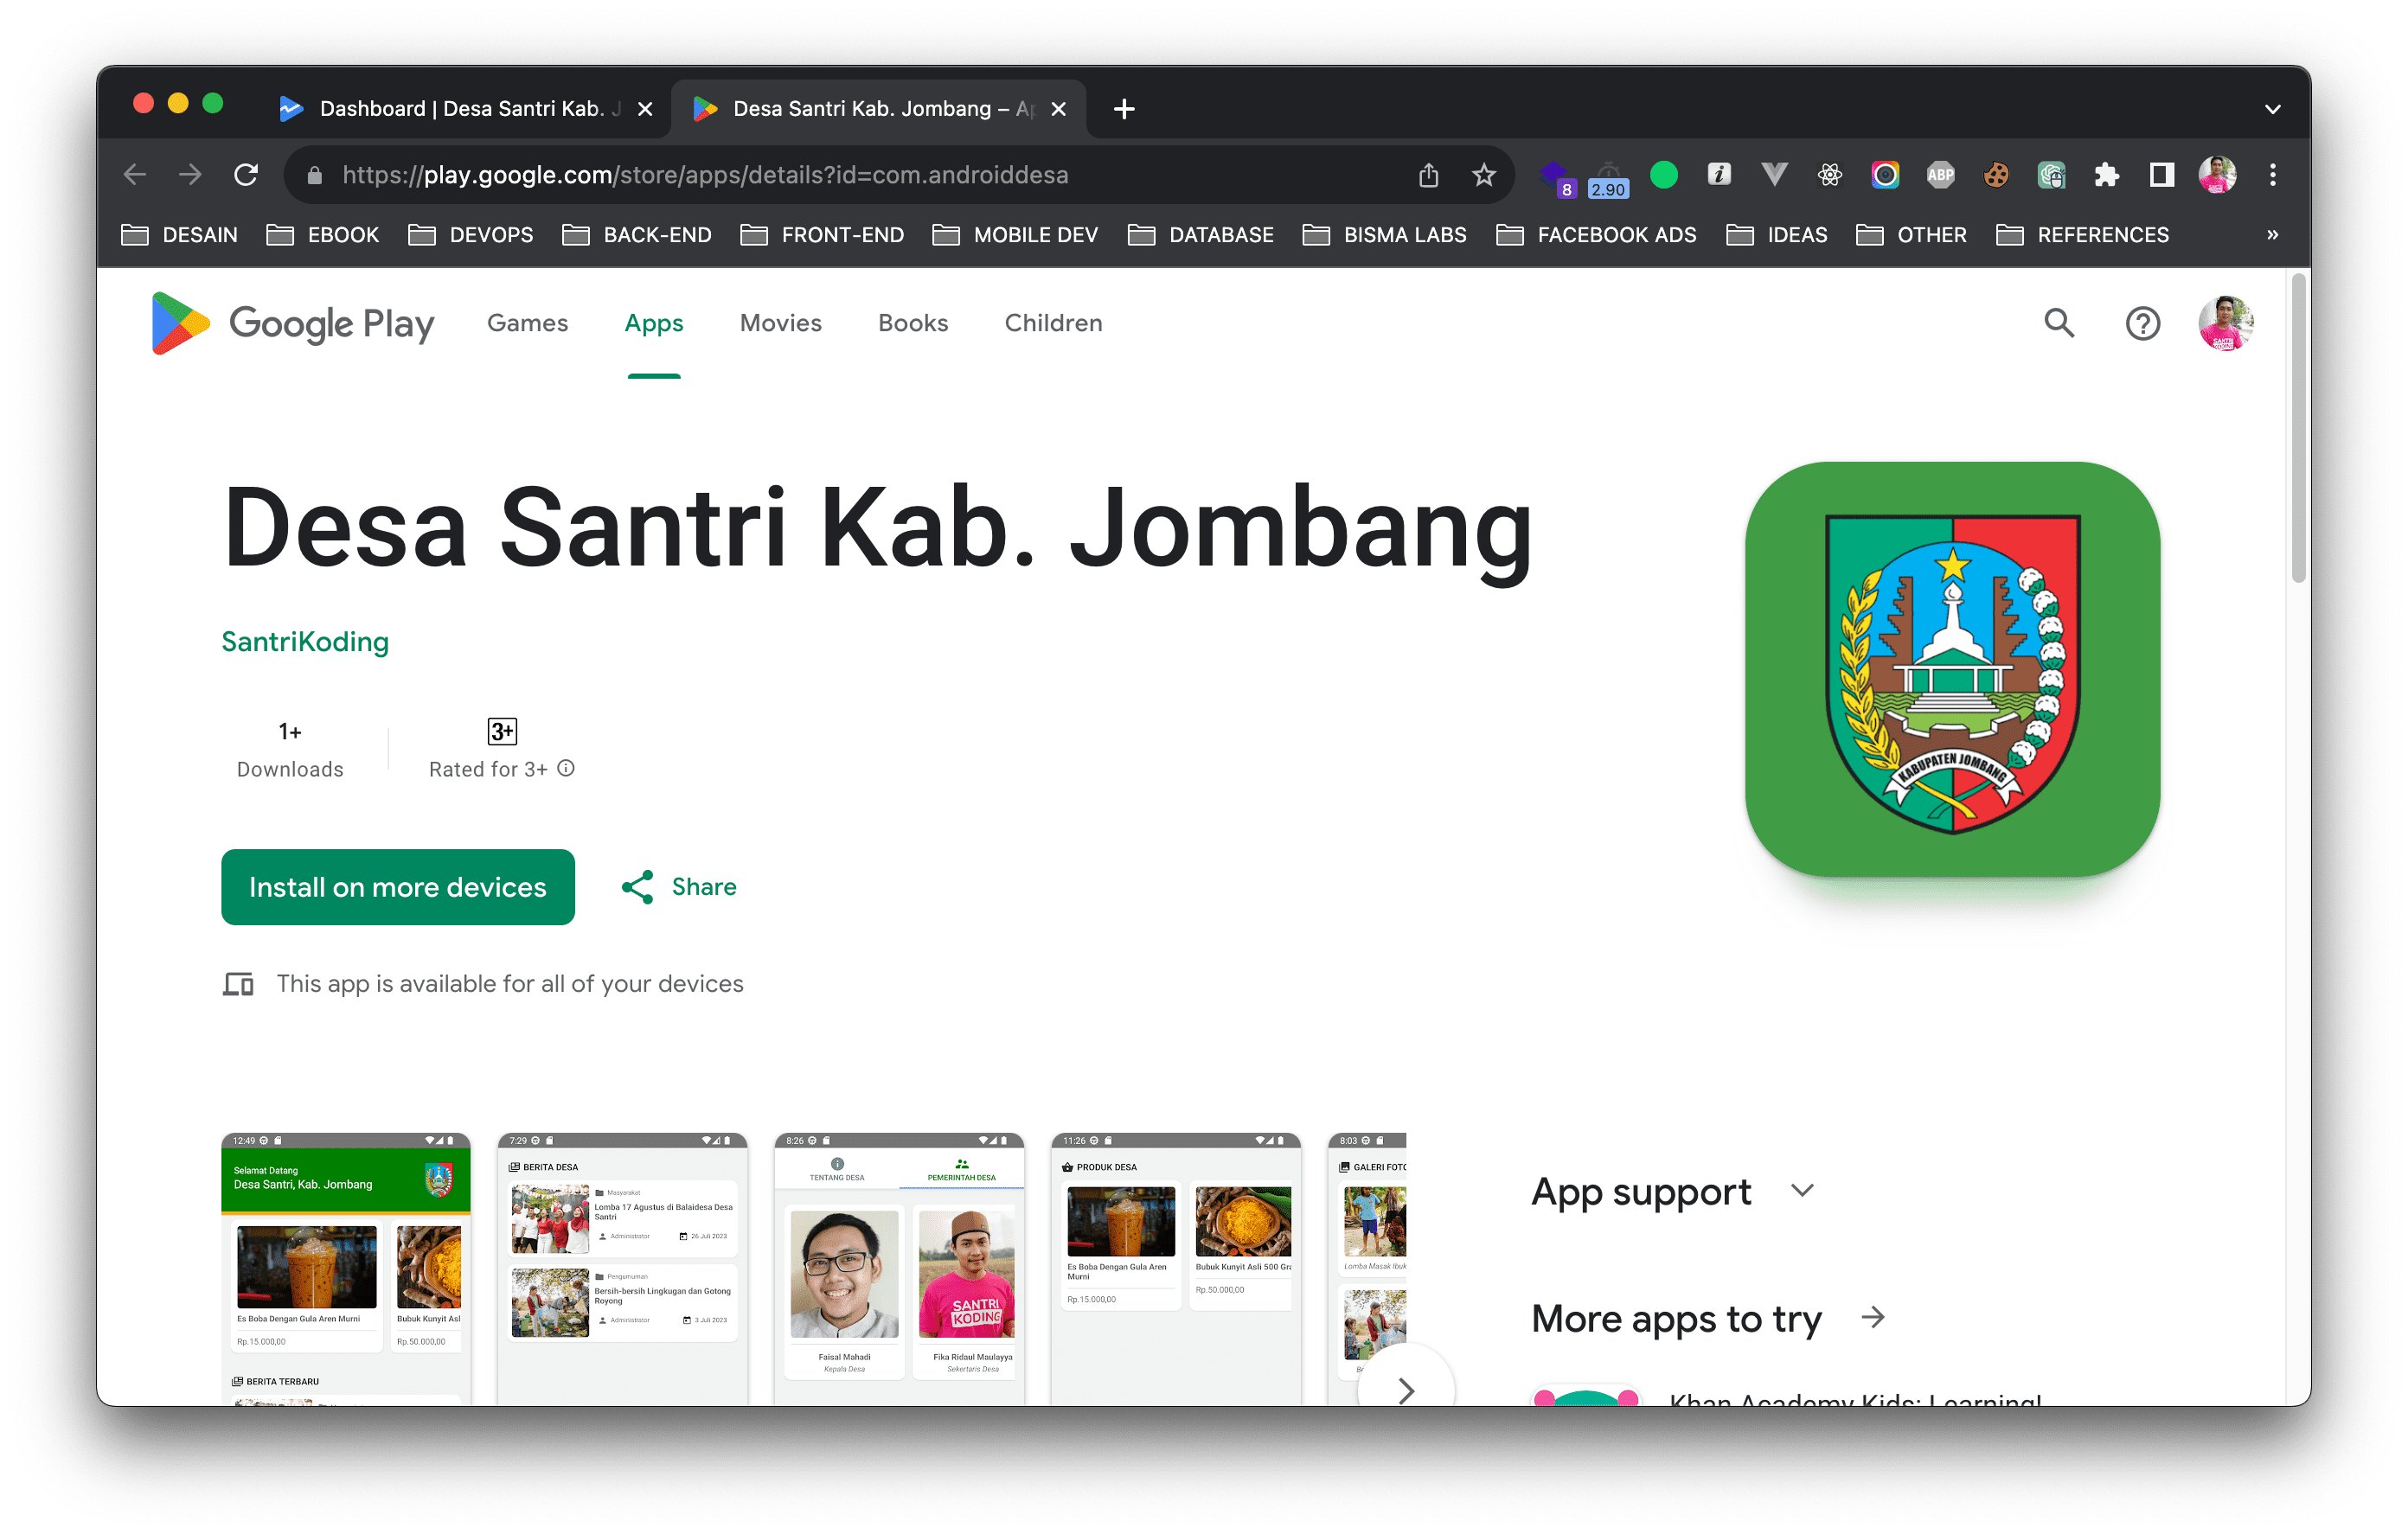 Dashboard | Desa Santri Kab. J
Desa Santri Kab. Jombang – Ap
https://play.google.com/store/apps/details?id=com.androiddesa
8
2.90
i
ABP
DESAIN
EBOOK
DEVOPS
BACK-END
FRONT-END
MOBILE DEV
DATABASE
BISMA LABS
FACEBOOK ADS
IDEAS
OTHER
REFERENCES
»
Google Play
Games
Apps
Movies
Books
Children
Desa Santri Kab. Jombang
KABUPATEN JOMBANG
SantriKoding
1+
Downloads
3+
Rated for 3+
Install on more devices
Share
This app is available for all of your devices
12:49
Selamat Datang
Desa Santri, Kab. Jombang
Es Boba Dengan Gula Aren Murni
Rp.15.000,00
Bubuk Kunyit Asl
Rp.50.000,00
BERITA TERBARU
7:29
BERITA DESA
Masyarakat
Lomba 17 Agustus di Balaidesa Desa
Santri
Administrator
26 Juli 2023
Pengumuman
Bersih-bersih Lingkugan dan Gotong
Royong
Administrator
3 Juli 2023
8:26
TENTANG DESA
PEMERINTAH DESA
SANTRI
KODING
Faisal Mahadi
Kepala Desa
Fika Ridaul Maulayya
Sekertaris Desa
11:26
PRODUK DESA
Es Boba Dengan Gula Aren
Murni
Rp.15.000,00
Bubuk Kunyit Asli 500 Gra
Rp.50.000,00
8:03
GALERI FOTO
Lomba Masak Ibuk
App support
More apps to try
Khan Academy Kids: Learning!